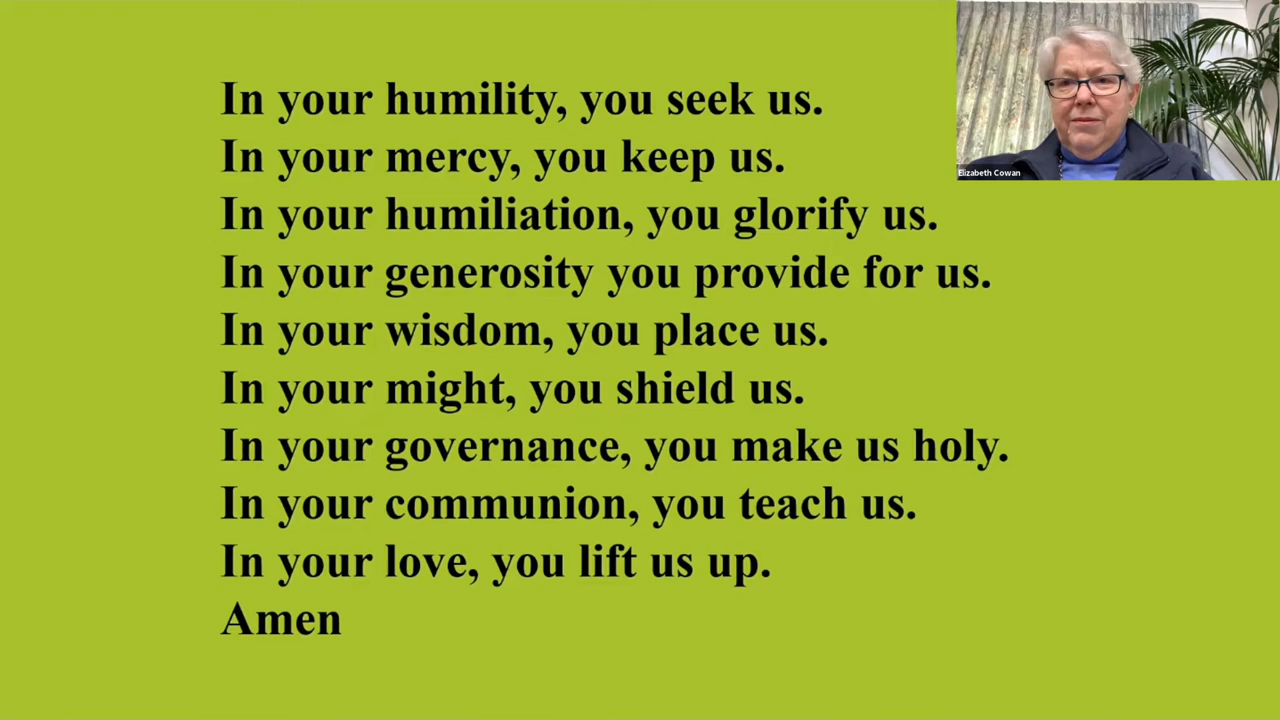 In your humility, you seek us.
In your mercy, you keep us.
In your humiliation, you glorify us.
In your generosity you provide for us.
In your wisdom, you place us.
In your might, you shield us.
In your governance, you make us holy.
In your communion, you teach us.
In your love, you lift us up.
Amen
Elizabeth Cowan